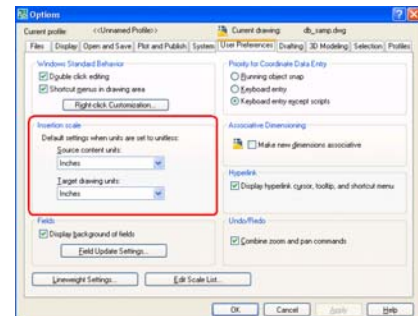 Options
Current profile: <<Unnamed Profile>> Current drawing: db_samp.dwg
Files Display Open and Save Plot and Publish System User Preferences Drafting 3D Modeling Selection Profiles
Windows Standard Behavior
Double click editing
Shortcut menus in drawing area
Right-click Customization...
Insertion scale
Default settings when units are set to unitless:
Source content units:
Inches
Target drawing units:
Inches
Fields
Display background of fields
Field Update Settings...
Priority for Coordinate Data Entry
Running object snap
Keyboard entry
Keyboard entry except scripts
Associative Dimensioning
Make new dimensions associative
Hyperlink
Display hyperlink cursor, tooltip, and shortcut menu
Undo/Redo
Combine zoom and pan commands
Lineweight Settings... Edit Scale List...
OK Cancel Apply Help